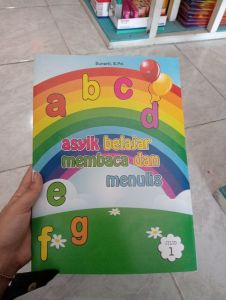 Sunarti, S.Pd.
a b c d
asyik belajar
membaca dan
menulis
e
f g
JILID
1